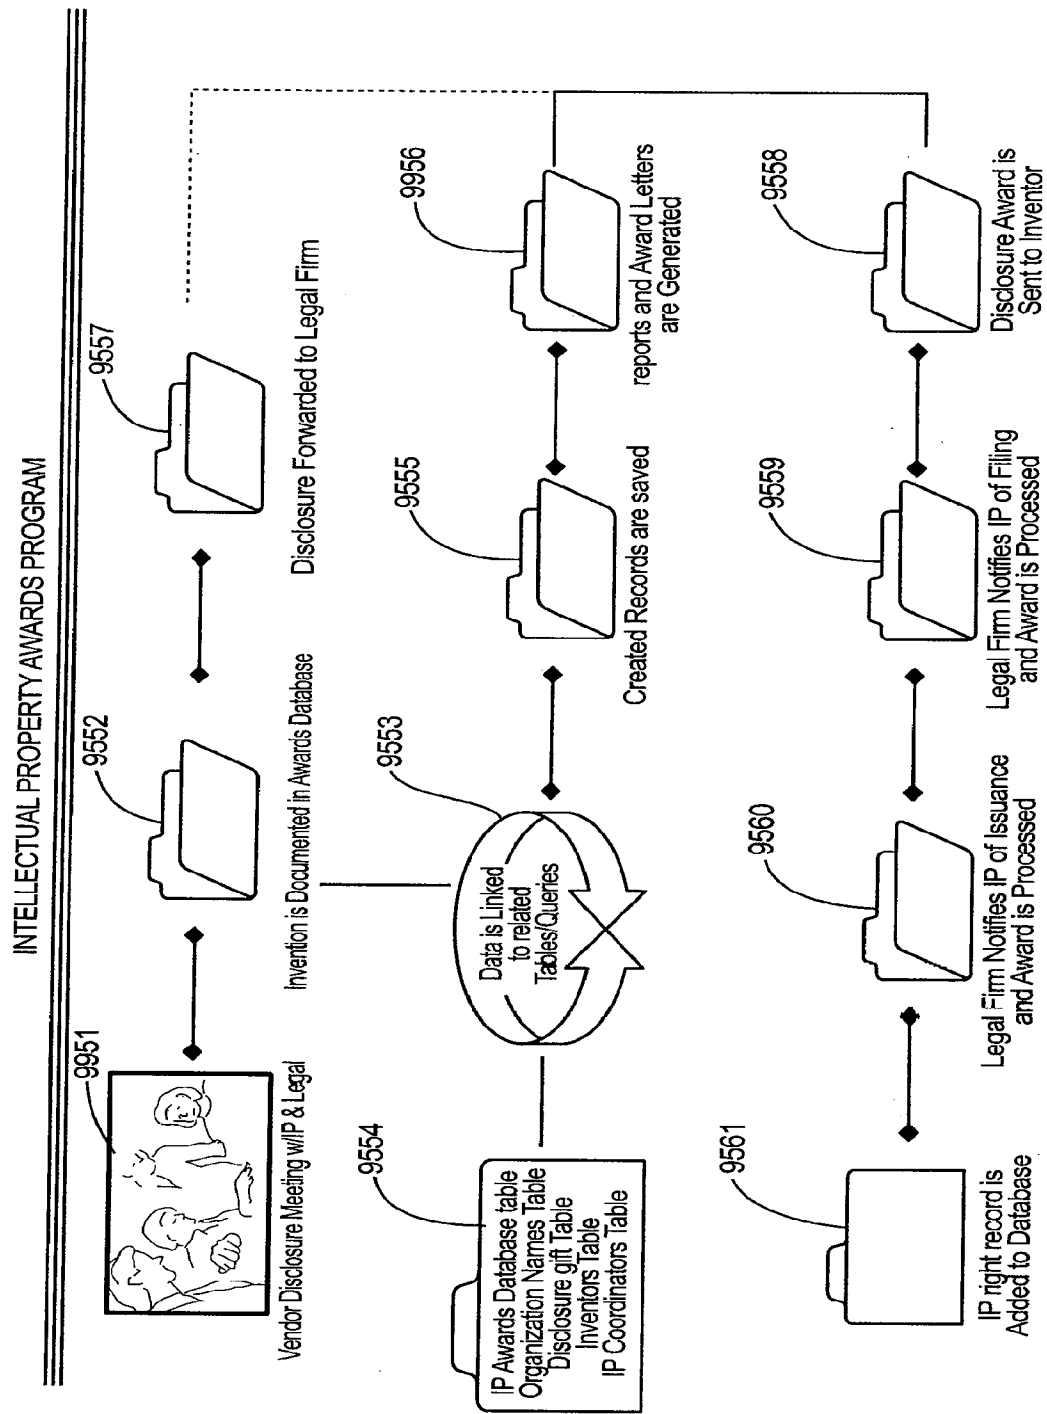 INTELLECTUAL PROPERTY AWARDS PROGRAM
9951
Vendor Disclosure Meeting w/IP & Legal
9552
Invention is Documented in Awards Database
9557
Disclosure Forwarded to Legal Firm
9554
IP Awards Database table
Organization Names Table
Disclosure gift Table
Inventors Table
IP Coordinators Table
9553
Data is Linked
to related
Tables/Queries
9555
Created Records are saved
9956
reports and Award Letters
are Generated
9561
IP right record is
Added to Database
9560
Legal Firm Notifies IP of Issuance
and Award is Processed
9559
Legal Firm Notifies IP of Filing
and Award is Processed
9558
Disclosure Award is
Sent to Inventor